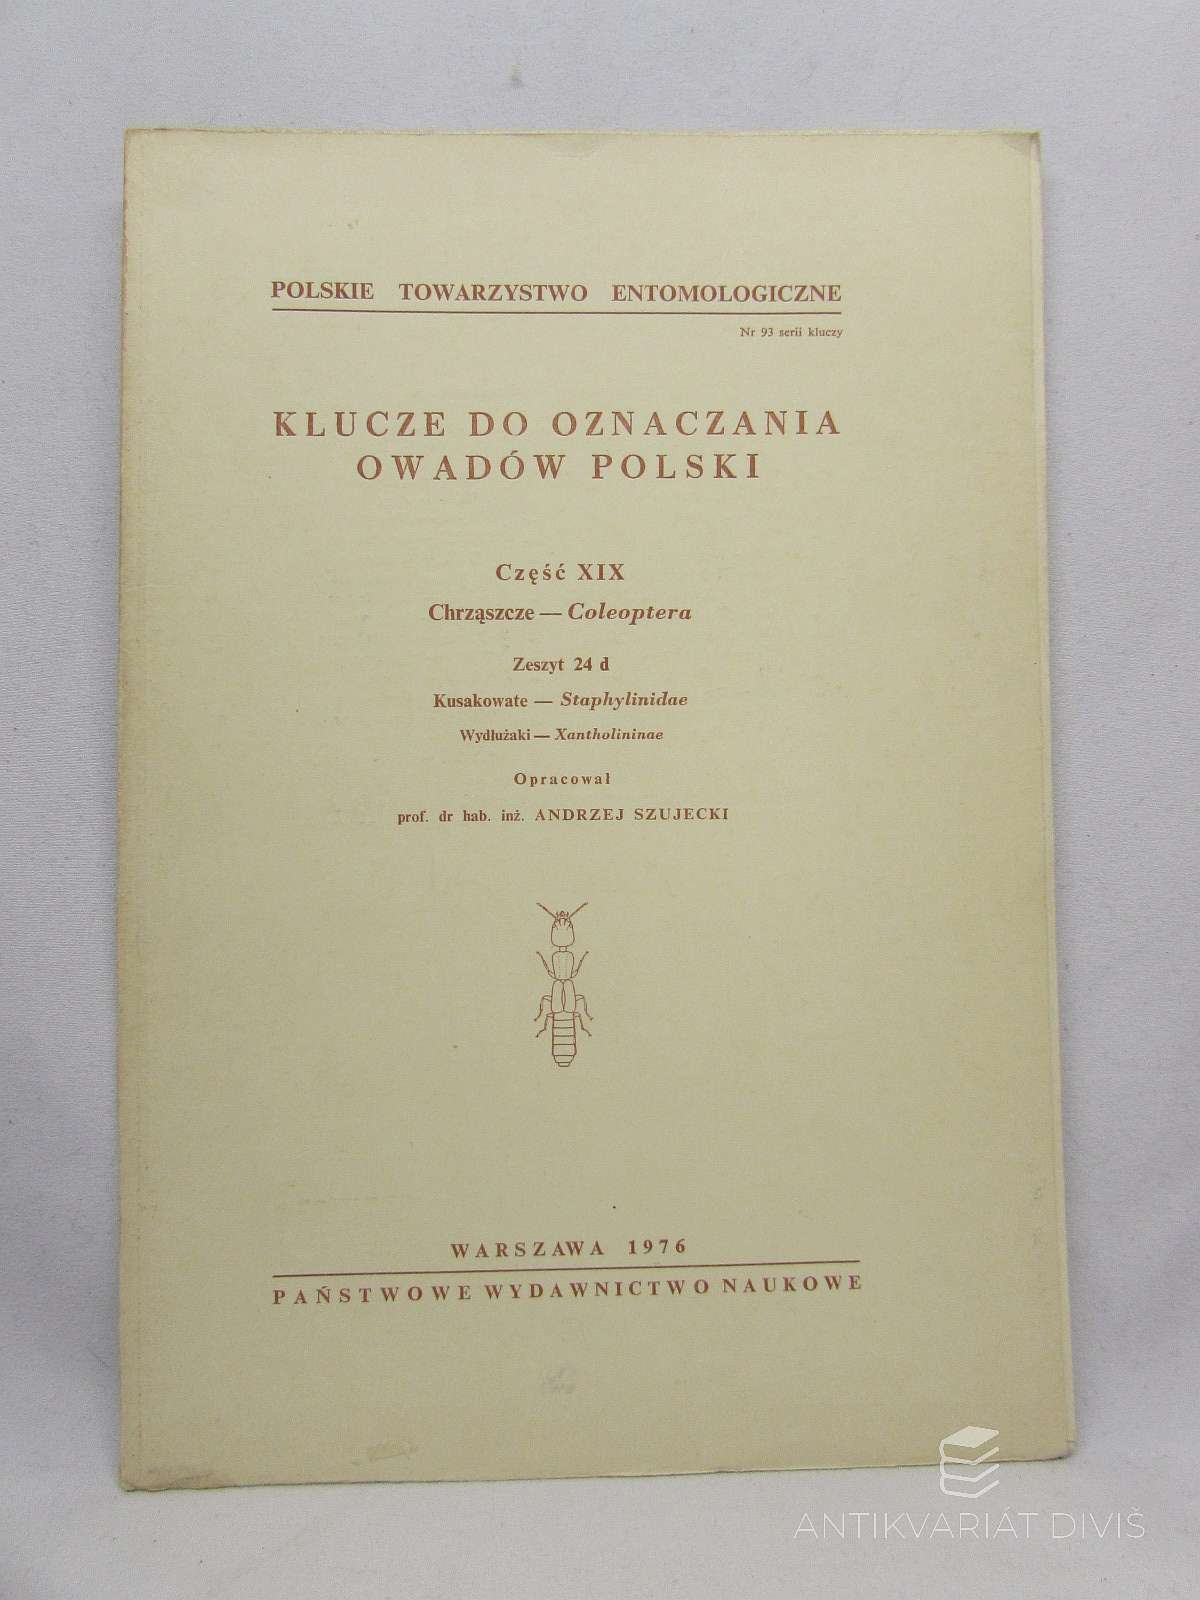 POLSKIE TOWARZYSTWO ENTOMOLOGICZNE
Nr 93 serii kluczy
KLUCZE DO OZNACZANIA
OWADÓW POLSKI
Część XIX
Chrząszcze — Coleoptera
Zeszyt 24 d
Kusakowate — Staphylinidae
Wydłużaki — Xantholininae
Opracował
prof. dr hab. inż. ANDRZEJ SZUJECKI
WARSZAWA 1976
PAŃSTWOWE WYDAWNICTWO NAUKOWE
ANTIKVARIÁT DIVIŠ